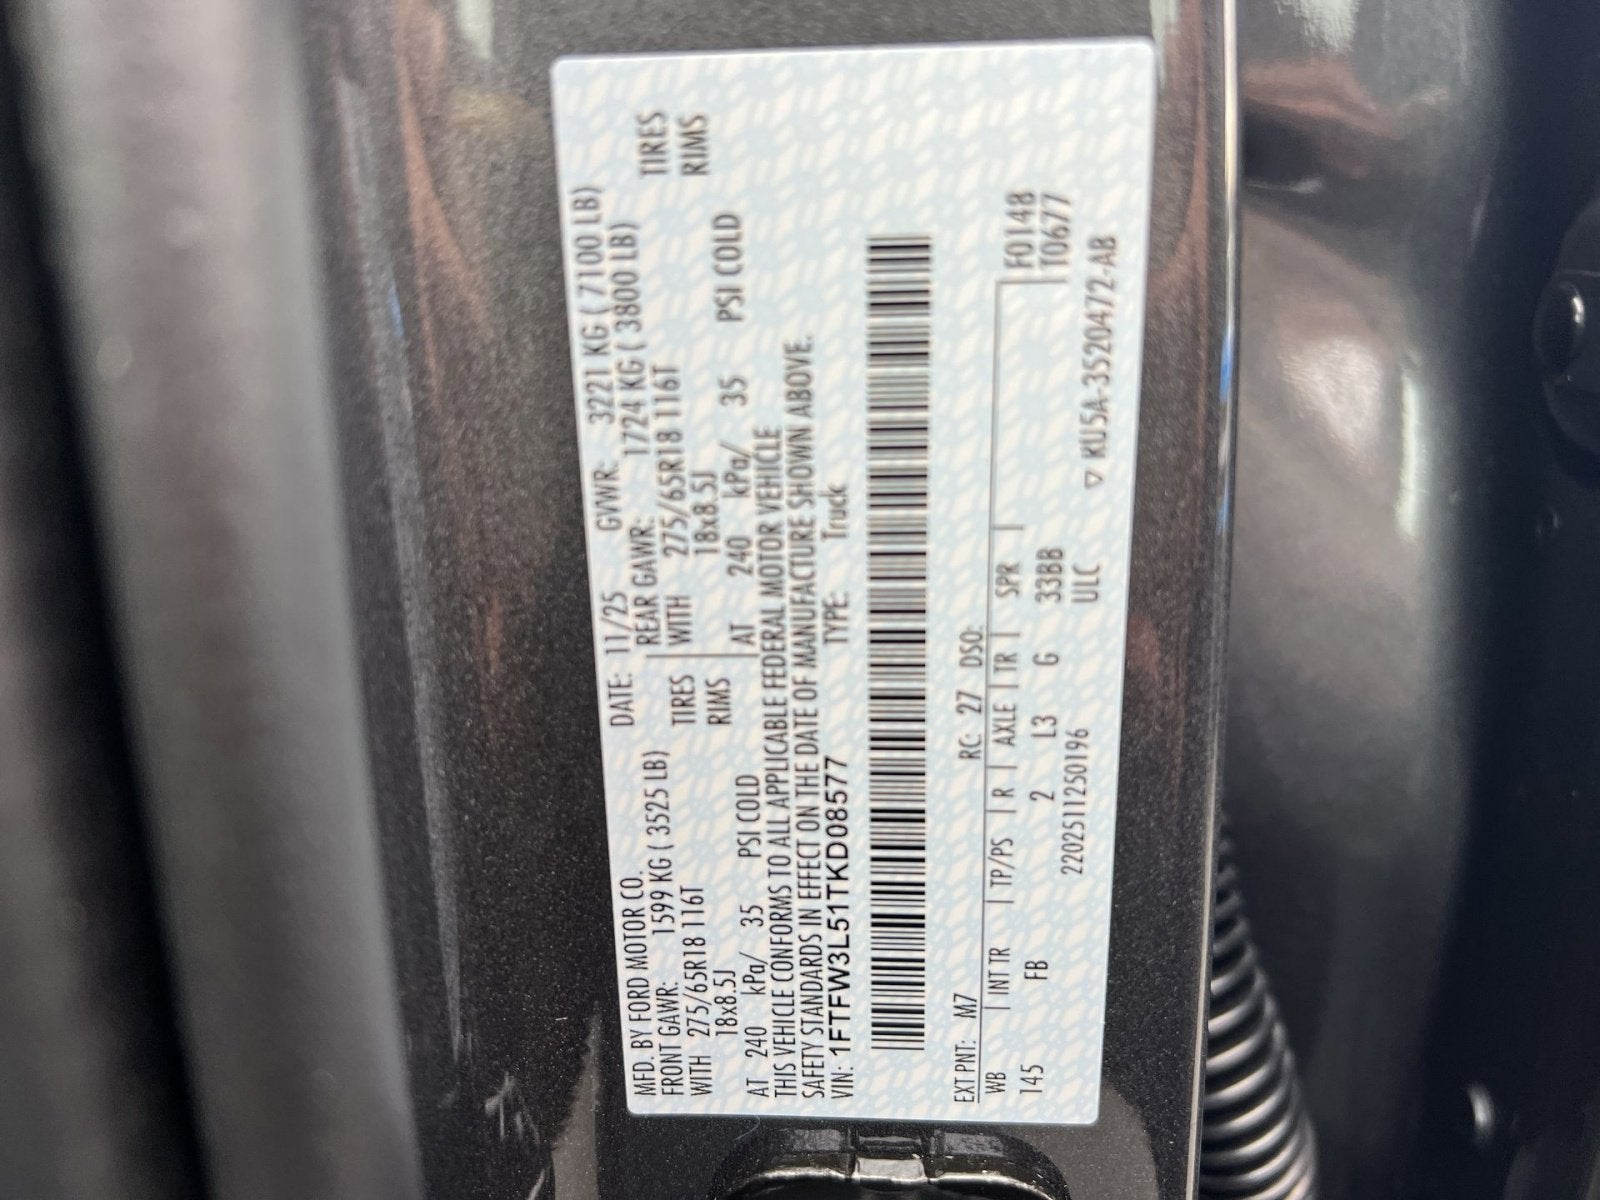 MFD. BY FORD MOTOR CO.
DATE: 11/25 GVWR: 3221 KG ( 7100 LB)
FRONT GAWR: 1599 KG ( 3525 LB)
REAR GAWR: 1724 KG ( 3800 LB)
WITH 275/65R18 116T TIRES
WITH 275/65R18 116T TIRES
18x8.5J RIMS
18x8.5J RIMS
AT 240 kPa/ 35 PSI COLD
AT 240 kPa/ 35 PSI COLD
THIS VEHICLE CONFORMS TO ALL APPLICABLE FEDERAL MOTOR VEHICLE
SAFETY STANDARDS IN EFFECT ON THE DATE OF MANUFACTURE SHOWN ABOVE.
VIN: 1FTFW3L51TKD08577 TYPE: Truck
EXT PNT: M7 RC: 27 DSO:
WB INT TR TP/PS R AXLE TR SPR F0148
145 FB 2 L3 G 33BB T0677
2202511250196 ULC
▽ KU5A-3520472-AB